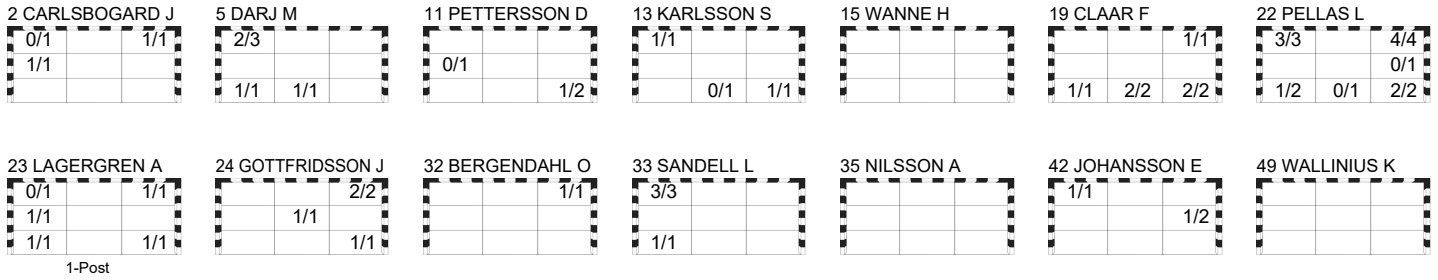 2 CARLSBOGARD J 5 DARJ M 11 PETTERSSON D 13 KARLSSON S 15 WANNE H 19 CLAAR F 22 PELLAS L
0/1 1/1 2/3 1/1 1/1 3/3 4/4
1/1 0/1 0/1
1/1 1/1 1/2 0/1 1/1 1/1 2/2 2/2 1/2 0/1 2/2
23 LAGERGREN A 24 GOTTFRIDSSON J 32 BERGENDAHL O 33 SANDELL L 35 NILSSON A 42 JOHANSSON E 49 WALLINIUS K
0/1 1/1 2/2 1/1 3/3 1/1
1/1 1/1 1/2
1/1 1/1 1/1 1/1
1-Post